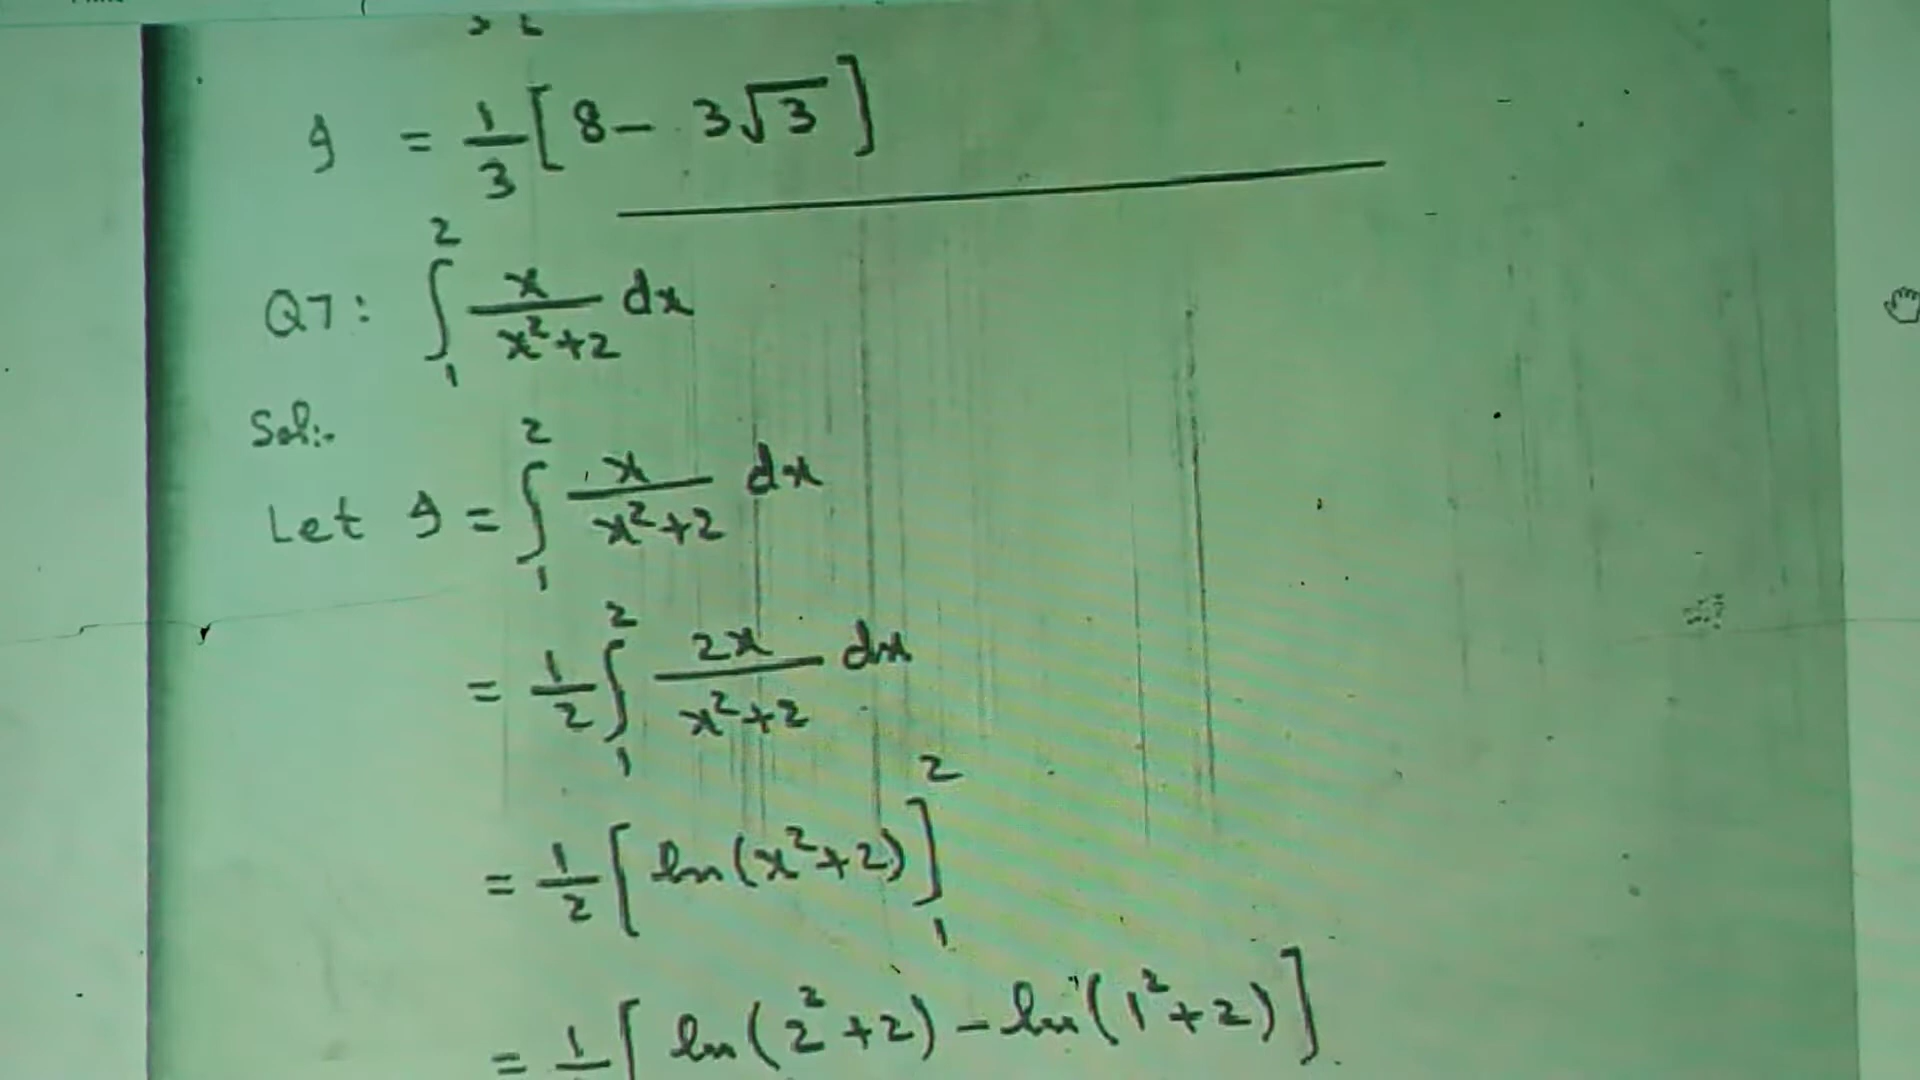 I = 1/3 [ 8 - 3√3 ]
Q7: ∫₁² x/(x²+2) dx
Sol:-
Let I = ∫₁² x/(x²+2) dx
= 1/2 ∫₁² 2x/(x²+2) dx
= 1/2 [ ln(x²+2) ]₁²
= 1/ [ ln(2²+2) - ln(1²+2) ]